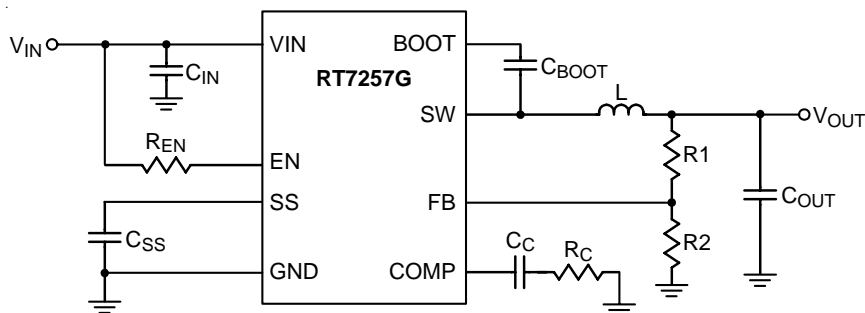 VIN
VIN
CIN
REN
EN
SS
CSS
GND
RT7257G
BOOT
CBOOT
SW
L
VOUT
R1
FB
R2
COUT
COMP
CC
RC